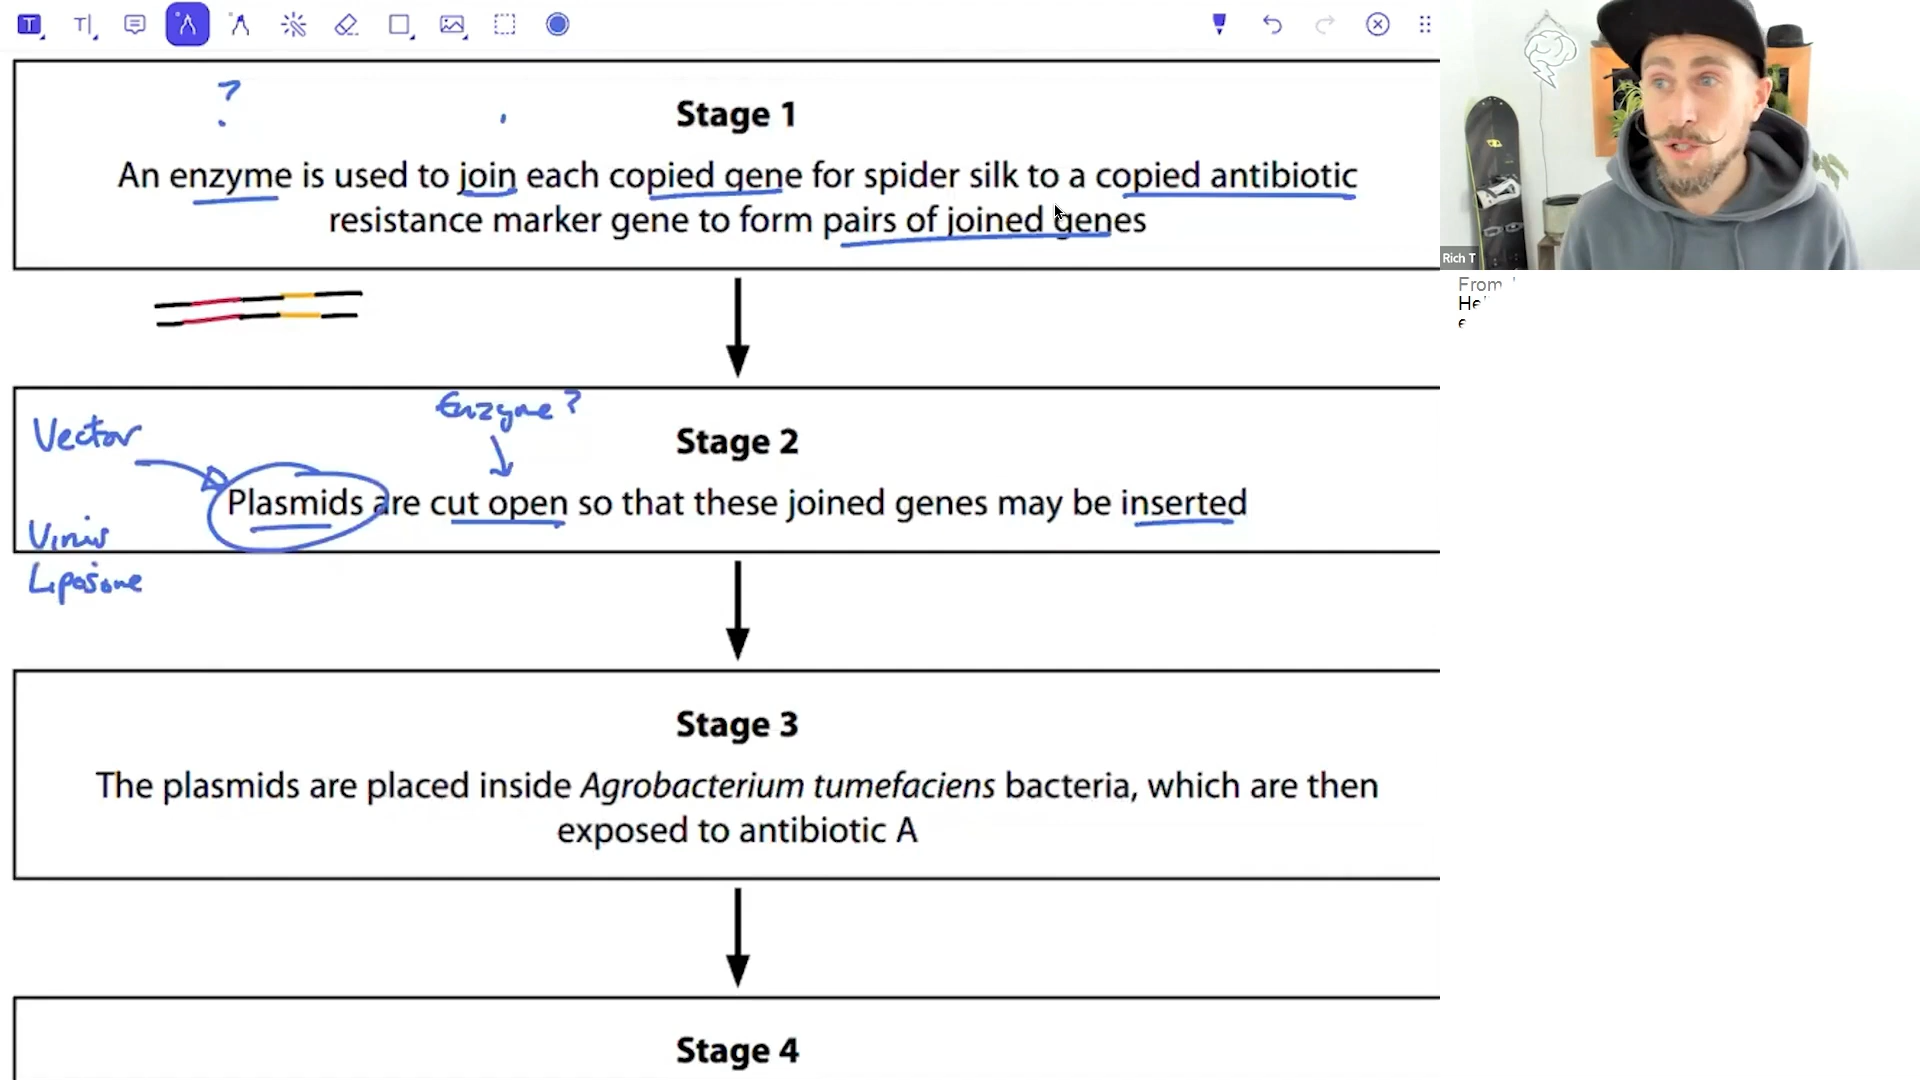 ?
Stage 1
An enzyme is used to join each copied gene for spider silk to a copied antibiotic
resistance marker gene to form pairs of joined genes
Enzyme?
Vector
Stage 2
Plasmids are cut open so that these joined genes may be inserted
Virus
Liposome
Stage 3
The plasmids are placed inside Agrobacterium tumefaciens bacteria, which are then
exposed to antibiotic A
Stage 4
Rich T
From